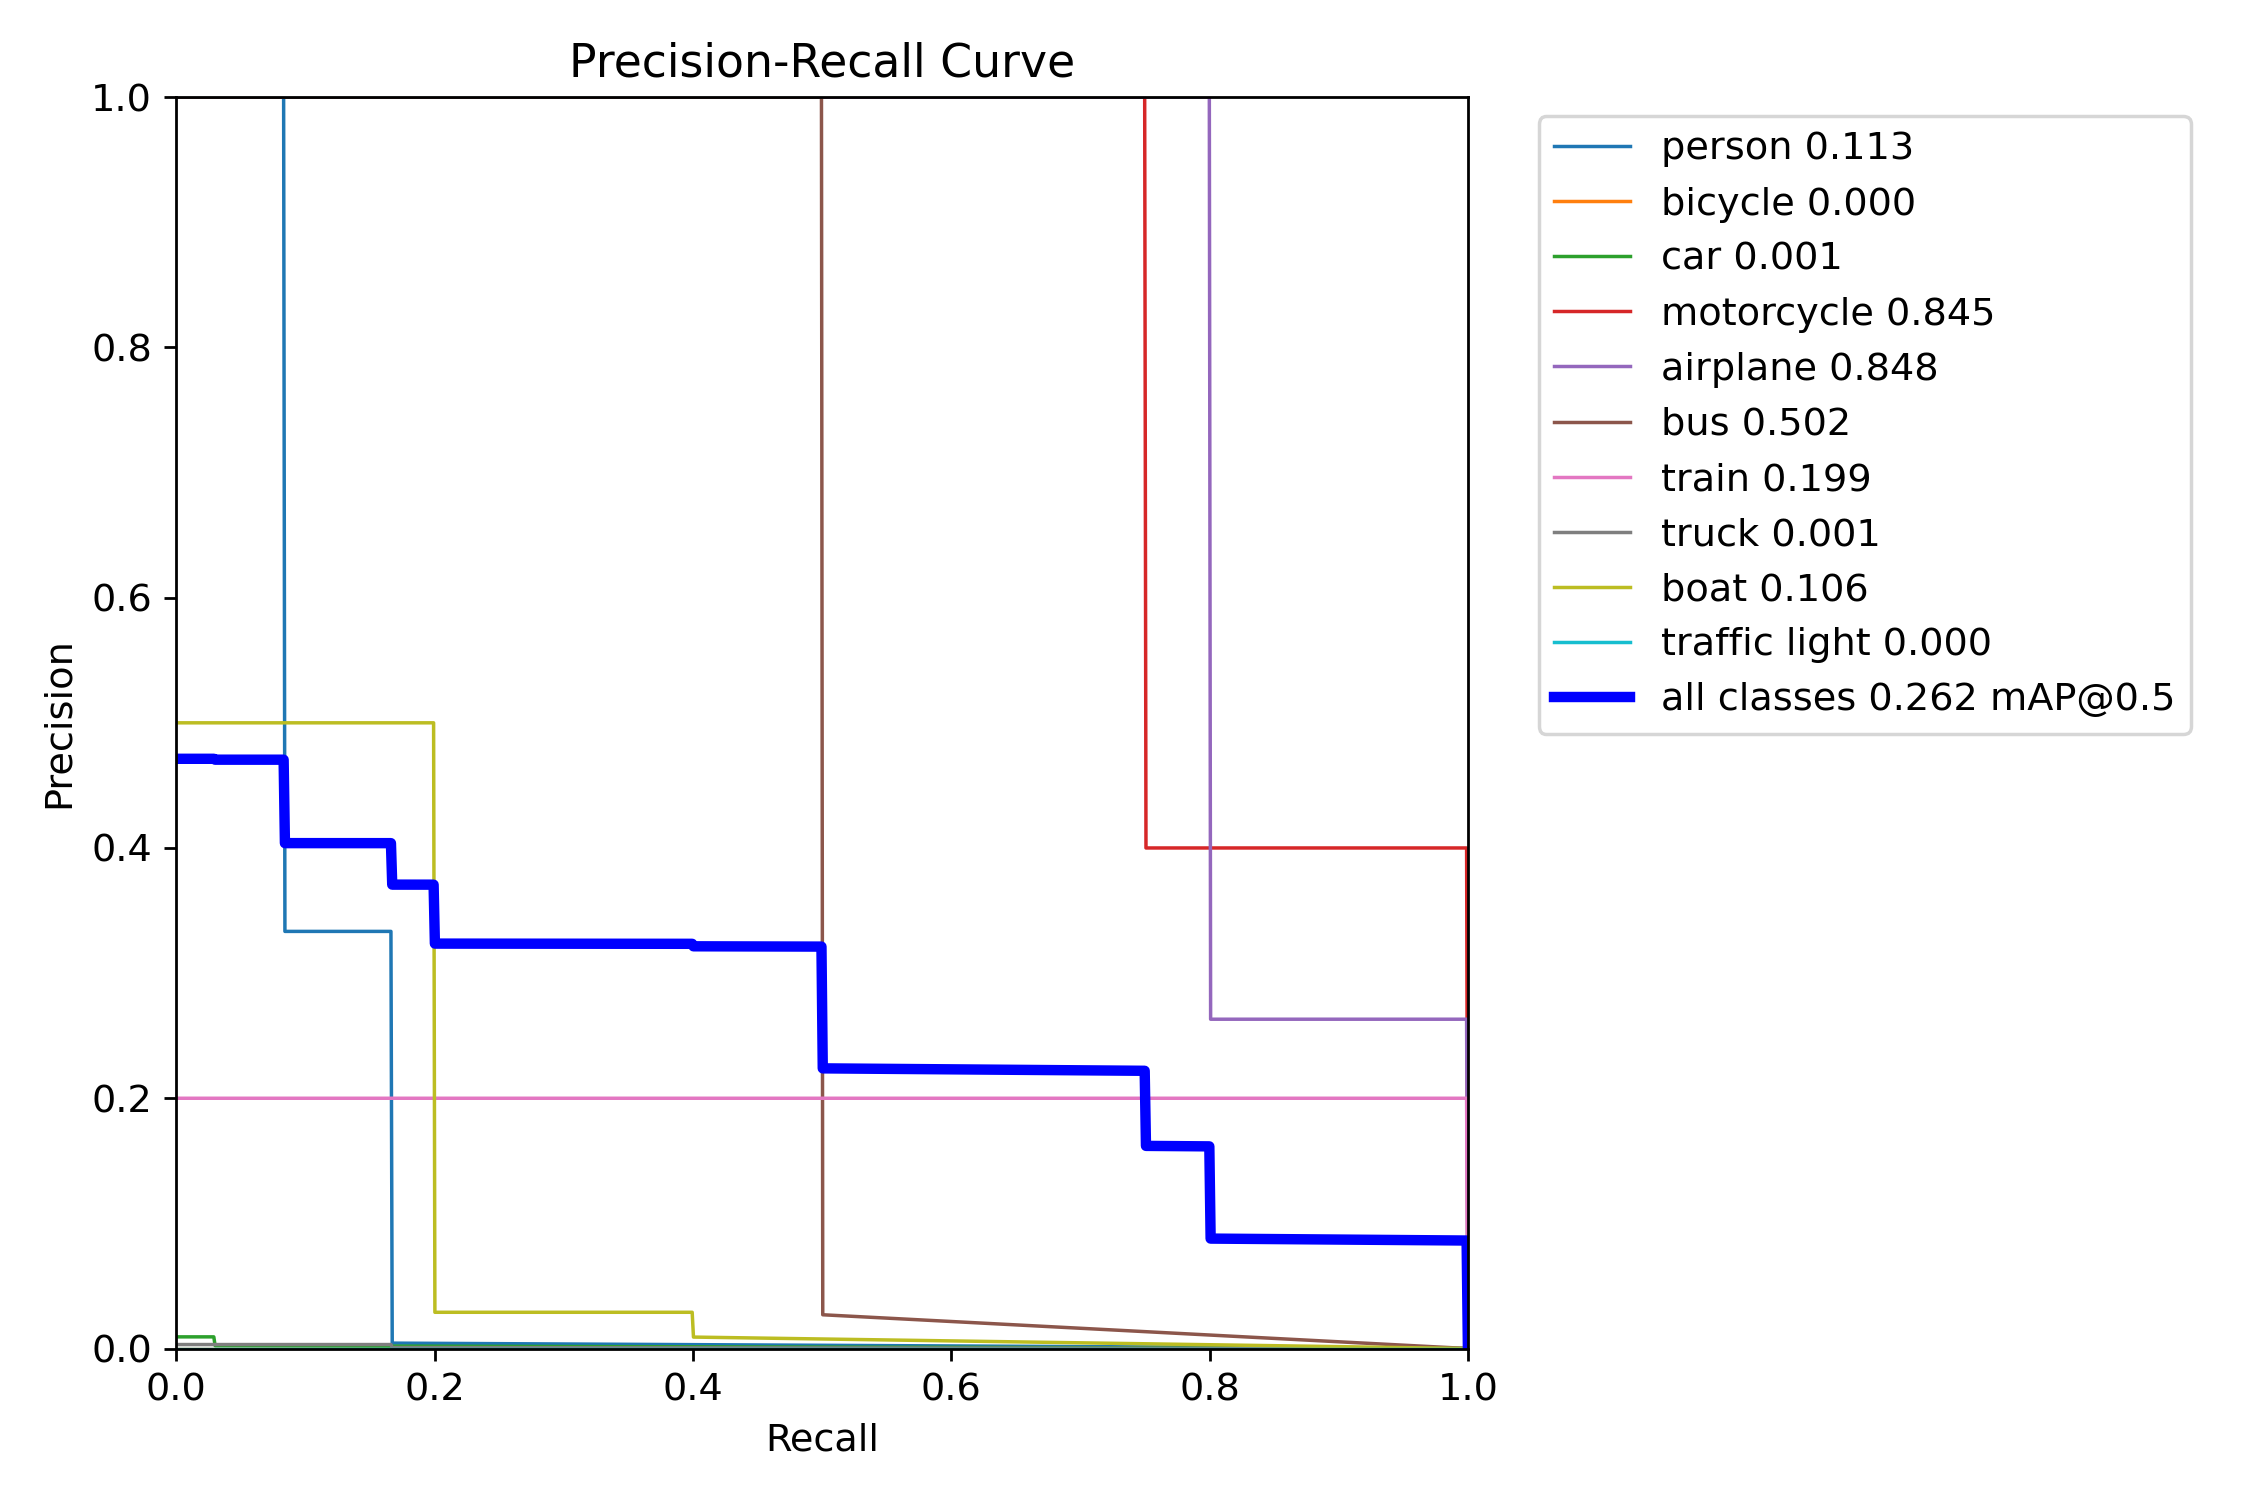 Precision-Recall Curve
1.0
0.8
0.6
0.4
0.2
0.0
Precision
0.0 0.2 0.4 0.6 0.8 1.0
Recall
person 0.113
bicycle 0.000
car 0.001
motorcycle 0.845
airplane 0.848
bus 0.502
train 0.199
truck 0.001
boat 0.106
traffic light 0.000
all classes 0.262 mAP@0.5